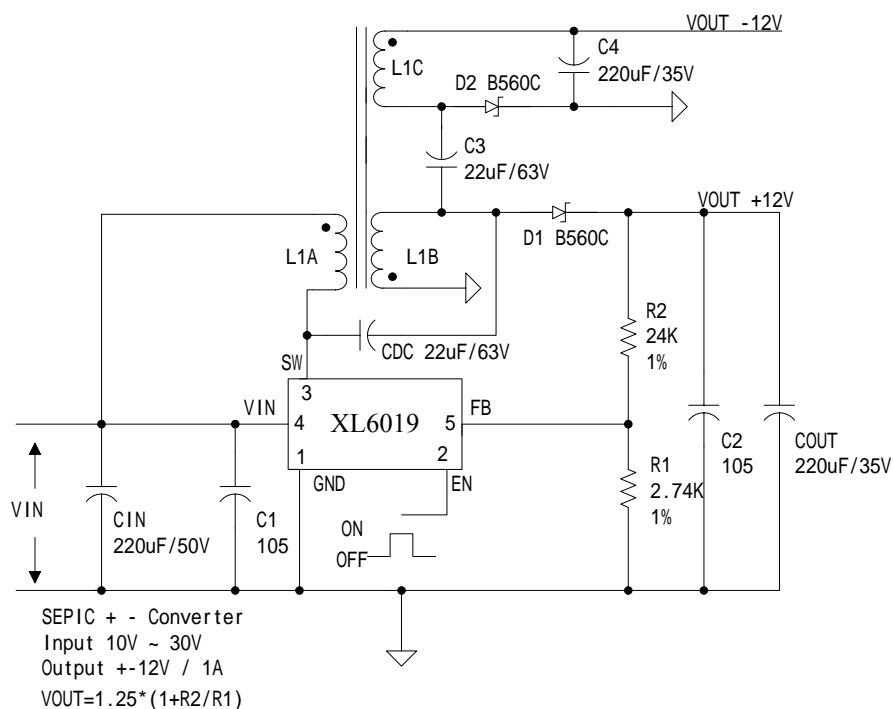 VOUT -12V
C4
220uF/35V
L1C
D2 B560C
C3
22uF/63V
VOUT +12V
D1 B560C
L1A
L1B
R2
24K
1%
CDC 22uF/63V
SW
3
VIN
4
XL6019
5
FB
1
2
GND
EN
R1
2.74K
1%
C2
105
COUT
220uF/35V
VIN
CIN
220uF/50V
C1
105
ON
OFF
SEPIC + - Converter
Input 10V ~ 30V
Output +-12V / 1A
VOUT=1.25*(1+R2/R1)